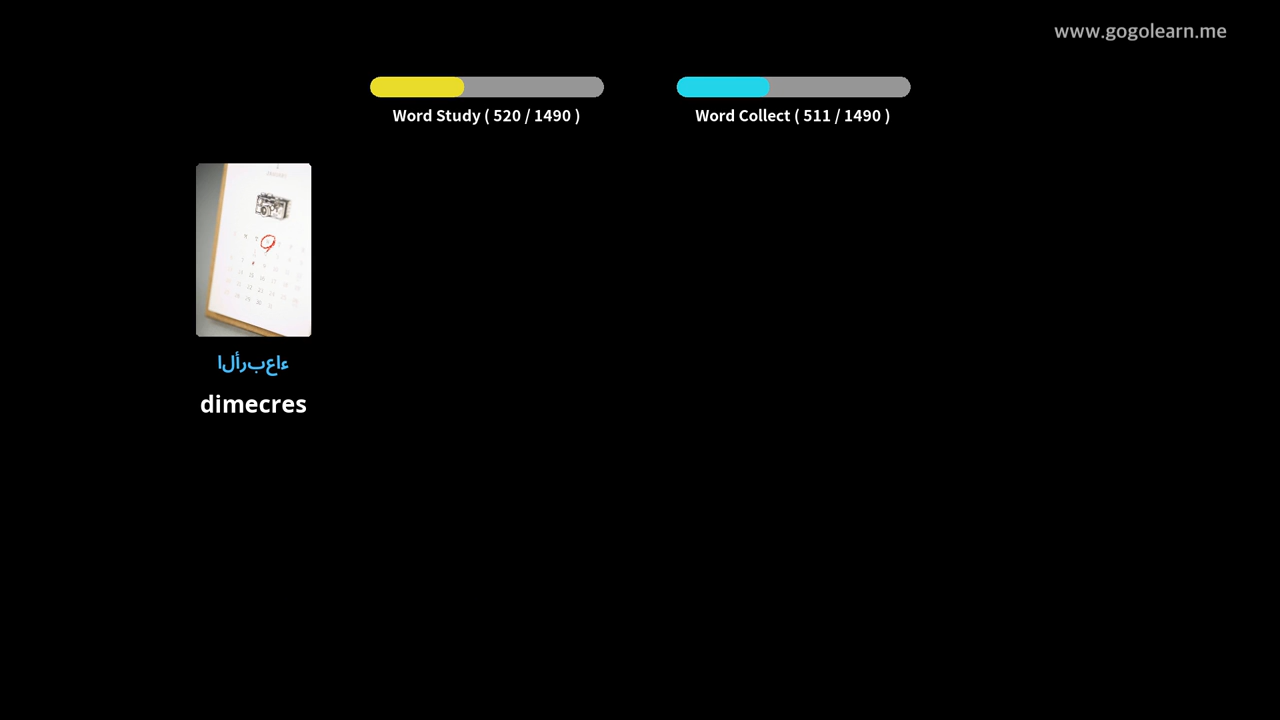 www.gogolearn.me
Word Study ( 520 / 1490 )
Word Collect ( 511 / 1490 )
ءاعبرألا
dimecres